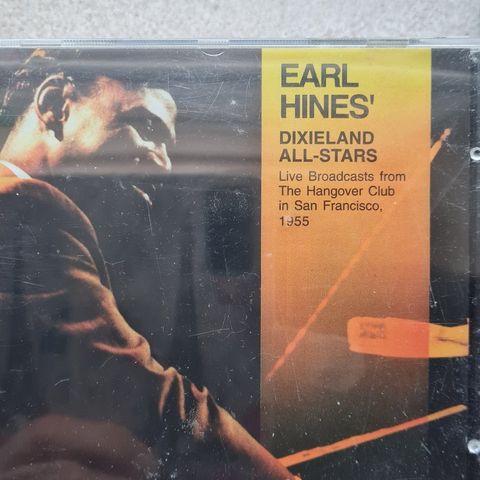 EARL
HINES'
DIXIELAND
ALL-STARS
Live Broadcasts from
The Hangover Club
in San Francisco,
1955